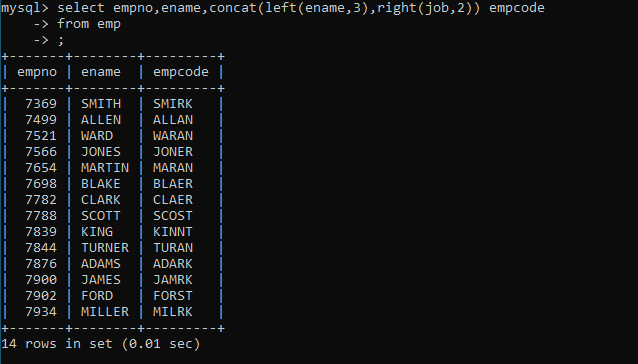 mysql> select empno,ename,concat(left(ename,3),right(job,2)) empcode
    -> from emp
    -> ;
+-------+--------+---------+
| empno | ename  | empcode |
+-------+--------+---------+
|  7369 | SMITH  | SMIRK   |
|  7499 | ALLEN  | ALLAN   |
|  7521 | WARD   | WARAN   |
|  7566 | JONES  | JONER   |
|  7654 | MARTIN | MARAN   |
|  7698 | BLAKE  | BLAER   |
|  7782 | CLARK  | CLAER   |
|  7788 | SCOTT  | SCOST   |
|  7839 | KING   | KINNT   |
|  7844 | TURNER | TURAN   |
|  7876 | ADAMS  | ADARK   |
|  7900 | JAMES  | JAMRK   |
|  7902 | FORD   | FORST   |
|  7934 | MILLER | MILRK   |
+-------+--------+---------+
14 rows in set (0.01 sec)